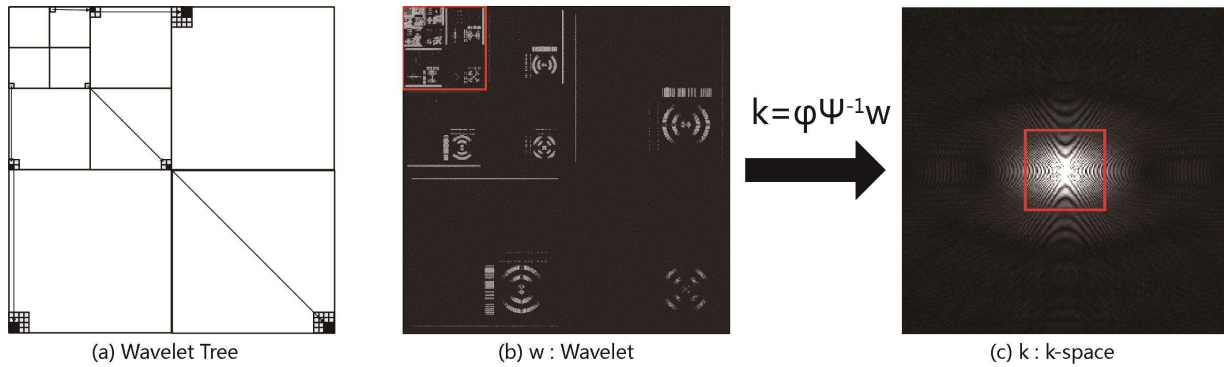 k=φΨ⁻¹w
(a) Wavelet Tree
(b) w : Wavelet
(c) k : k-space